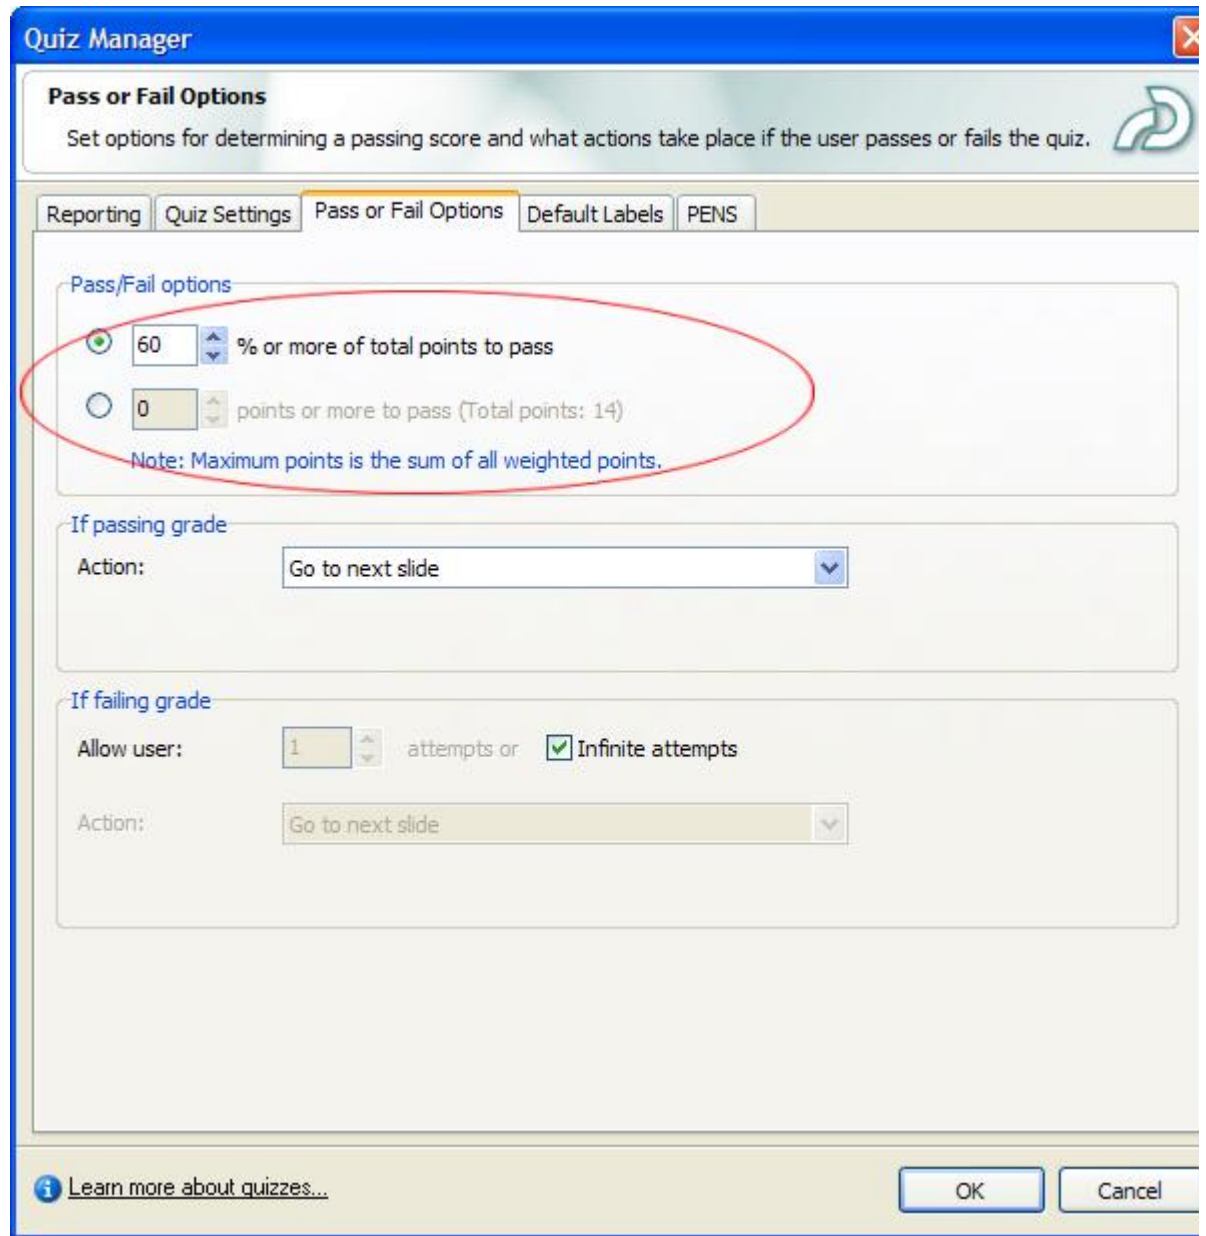 Quiz Manager
Pass or Fail Options
Set options for determining a passing score and what actions take place if the user passes or fails the quiz.
Reporting Quiz Settings Pass or Fail Options Default Labels PENS
Pass/Fail options
60 % or more of total points to pass
0 points or more to pass (Total points: 14)
Note: Maximum points is the sum of all weighted points.
If passing grade
Action: Go to next slide
If failing grade
Allow user: 1 attempts or Infinite attempts
Action: Go to next slide
Learn more about quizzes... OK Cancel